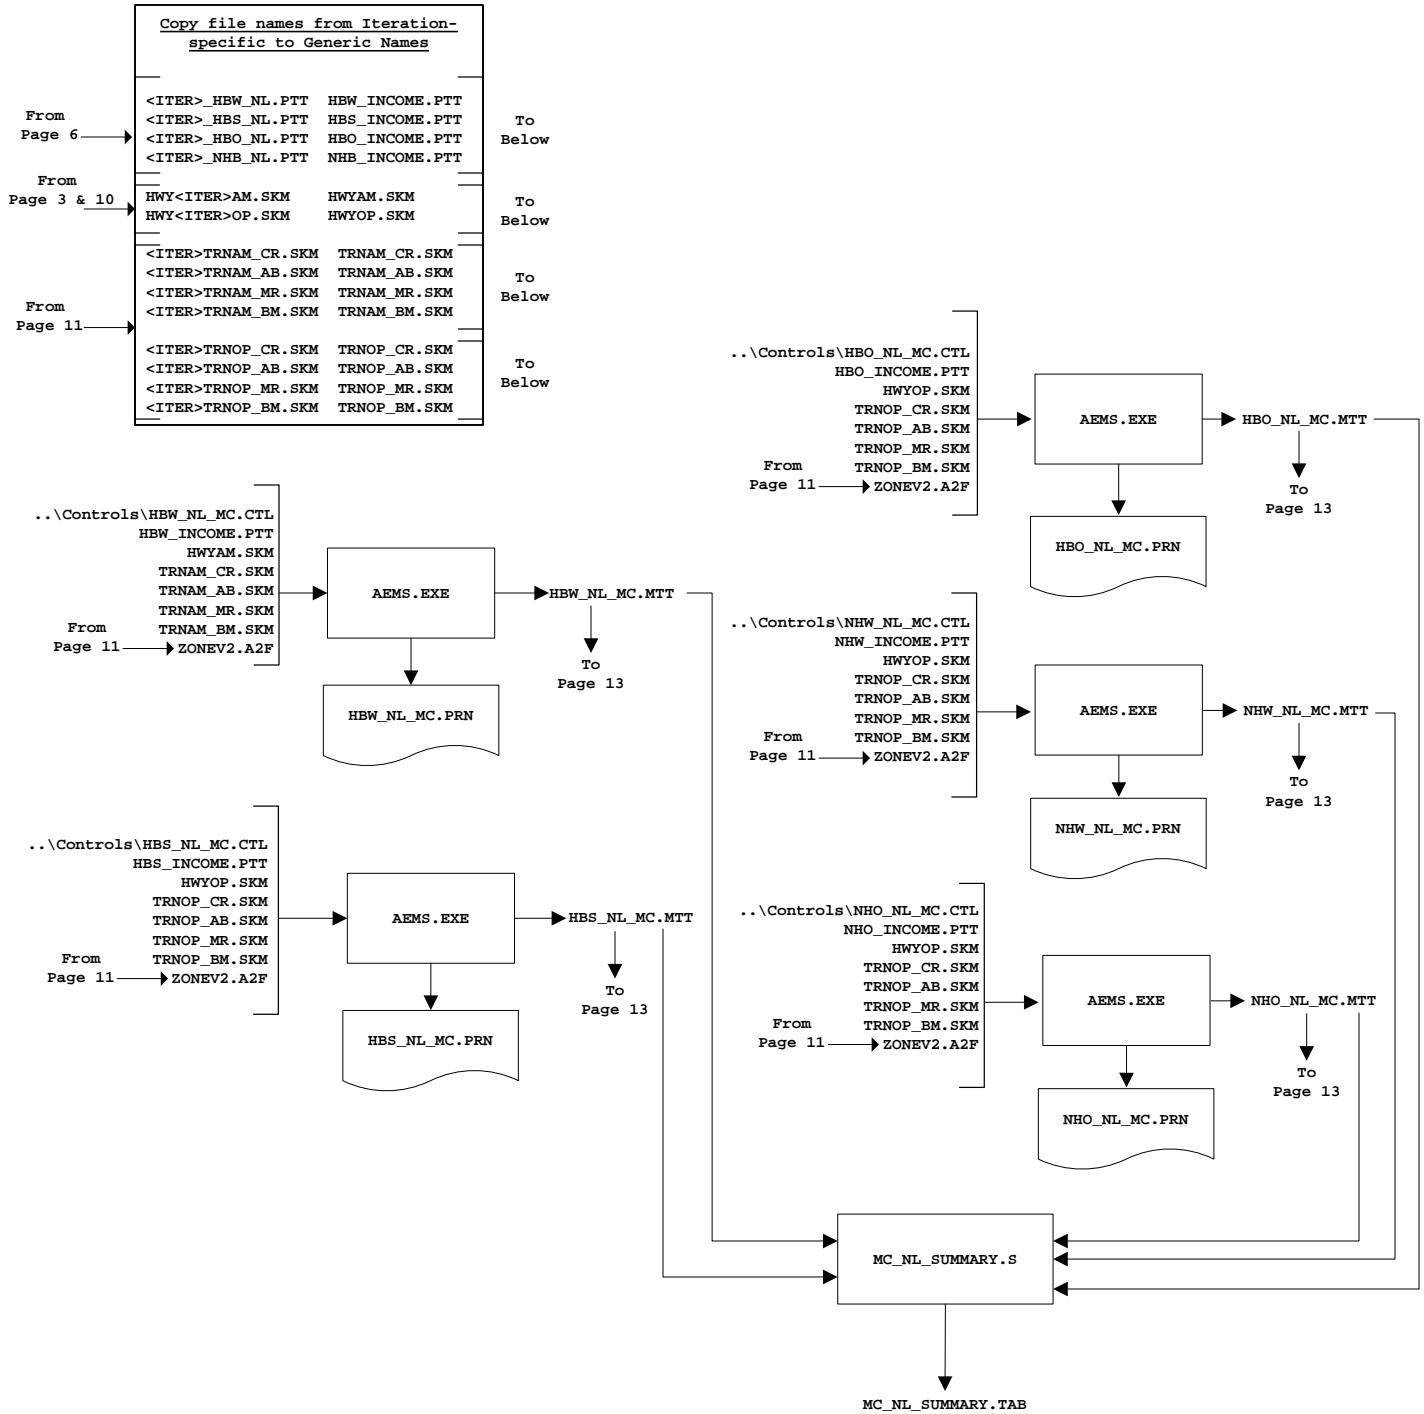 Copy file names from Iteration-
specific to Generic Names
From
Page 6
<ITER>_HBW_NL.PTT HBW_INCOME.PTT
<ITER>_HBS_NL.PTT HBS_INCOME.PTT
<ITER>_HBO_NL.PTT HBO_INCOME.PTT
<ITER>_NHB_NL.PTT NHB_INCOME.PTT
To
Below
From
Page 3 & 10
HWY<ITER>AM.SKM HWYAM.SKM
HWY<ITER>OP.SKM HWYOP.SKM
To
Below
<ITER>TRNAM_CR.SKM TRNAM_CR.SKM
<ITER>TRNAM_AB.SKM TRNAM_AB.SKM
<ITER>TRNAM_MR.SKM TRNAM_MR.SKM
<ITER>TRNAM_BM.SKM TRNAM_BM.SKM
To
Below
From
Page 11
<ITER>TRNOP_CR.SKM TRNOP_CR.SKM
<ITER>TRNOP_AB.SKM TRNOP_AB.SKM
<ITER>TRNOP_MR.SKM TRNOP_MR.SKM
<ITER>TRNOP_BM.SKM TRNOP_BM.SKM
To
Below
..\Controls\HBW_NL_MC.CTL
HBW_INCOME.PTT
HWYAM.SKM
TRNAM_CR.SKM
TRNAM_AB.SKM
TRNAM_MR.SKM
TRNAM_BM.SKM
From
Page 11
ZONEV2.A2F
AEMS.EXE
HBW_NL_MC.MTT
To
Page 13
HBW_NL_MC.PRN
..\Controls\HBS_NL_MC.CTL
HBS_INCOME.PTT
HWYOP.SKM
TRNOP_CR.SKM
TRNOP_AB.SKM
TRNOP_MR.SKM
TRNOP_BM.SKM
From
Page 11
ZONEV2.A2F
AEMS.EXE
HBS_NL_MC.MTT
To
Page 13
HBS_NL_MC.PRN
..\Controls\HBO_NL_MC.CTL
HBO_INCOME.PTT
HWYOP.SKM
TRNOP_CR.SKM
TRNOP_AB.SKM
TRNOP_MR.SKM
TRNOP_BM.SKM
From
Page 11
ZONEV2.A2F
AEMS.EXE
HBO_NL_MC.MTT
To
Page 13
HBO_NL_MC.PRN
..\Controls\NHW_NL_MC.CTL
NHW_INCOME.PTT
HWYOP.SKM
TRNOP_CR.SKM
TRNOP_AB.SKM
TRNOP_MR.SKM
TRNOP_BM.SKM
From
Page 11
ZONEV2.A2F
AEMS.EXE
NHW_NL_MC.MTT
To
Page 13
NHW_NL_MC.PRN
..\Controls\NHO_NL_MC.CTL
NHO_INCOME.PTT
HWYOP.SKM
TRNOP_CR.SKM
TRNOP_AB.SKM
TRNOP_MR.SKM
TRNOP_BM.SKM
From
Page 11
ZONEV2.A2F
AEMS.EXE
NHO_NL_MC.MTT
To
Page 13
NHO_NL_MC.PRN
MC_NL_SUMMARY.S
MC_NL_SUMMARY.TAB